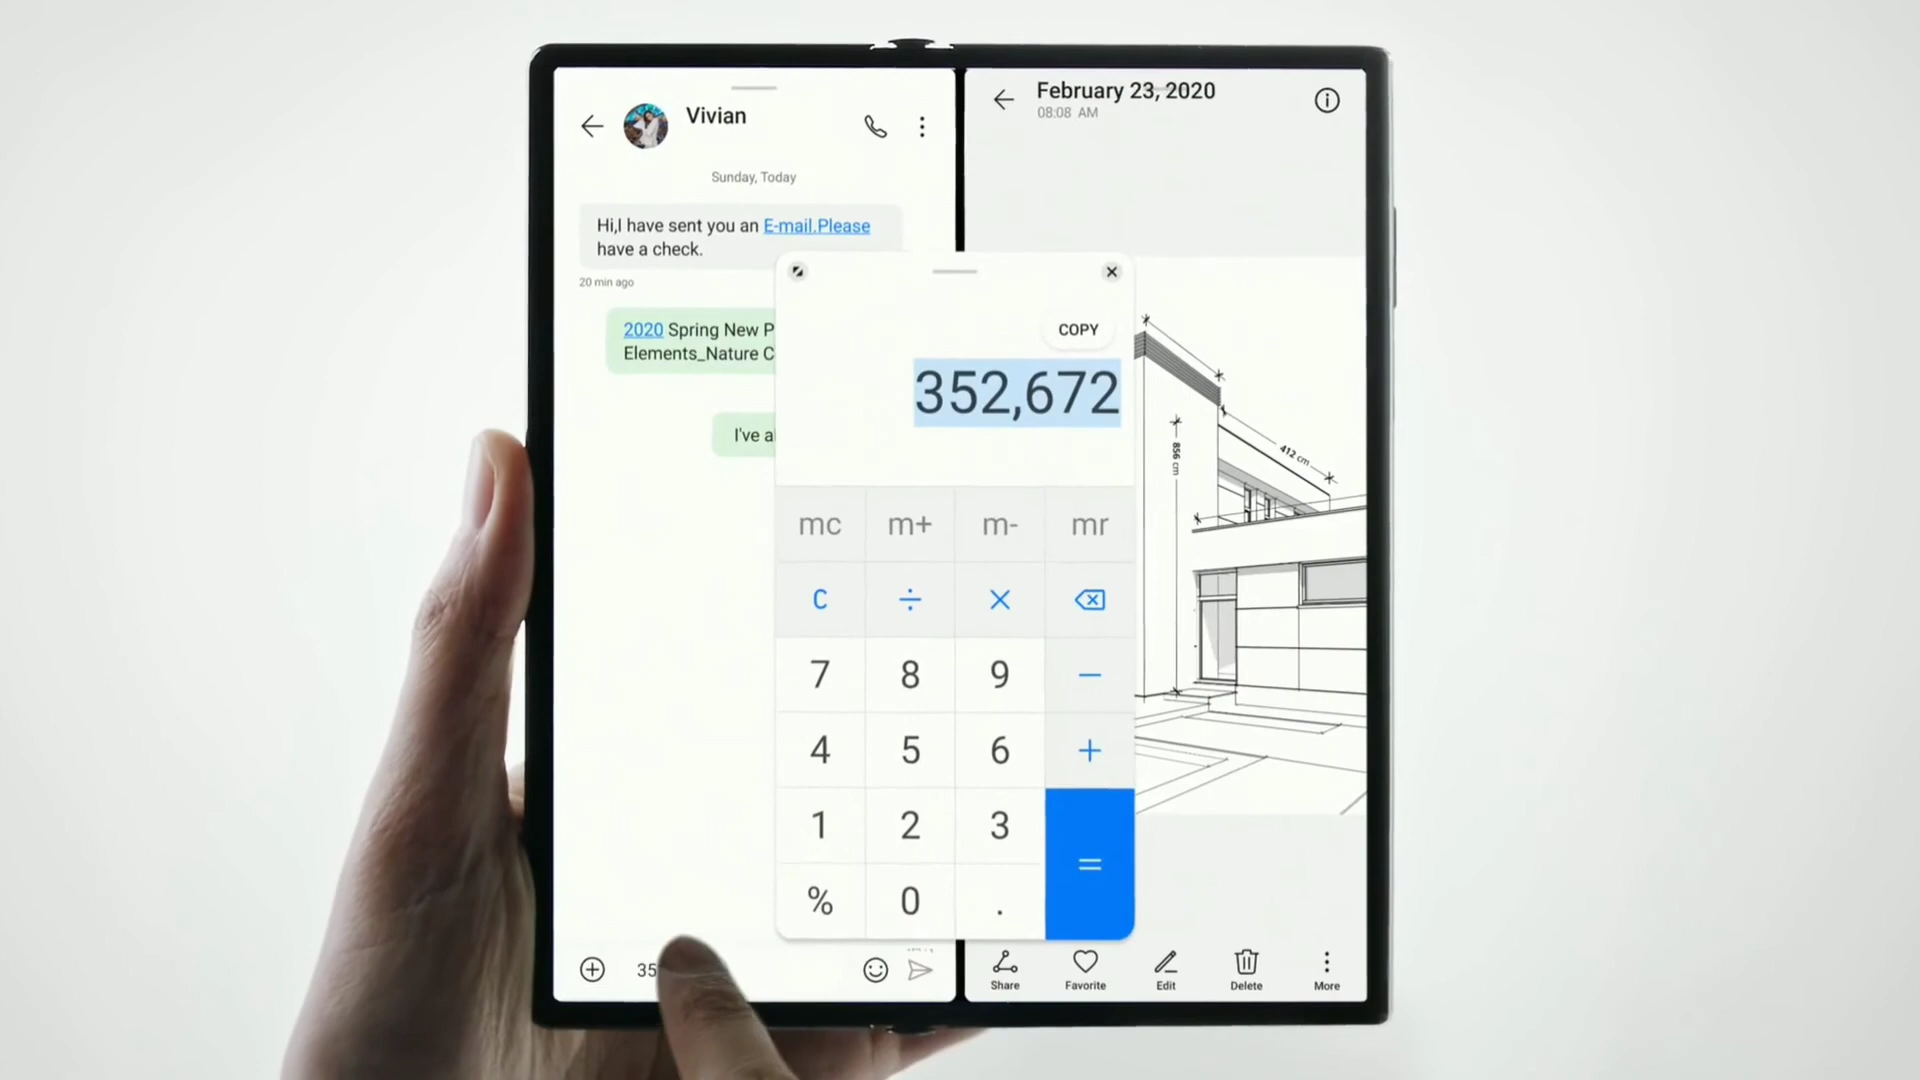 Vivian
Sunday, Today
Hi,I have sent you an E-mail.Please
have a check.
20 min ago
2020 Spring New P
Elements_Nature C
I've a
35
February 23, 2020
08:08 AM
COPY
352,672
mc m+ m- mr
C ÷ ×
7 8 9 −
4 5 6 +
1 2 3
% 0 . =
856 cm
412 cm
Share Favorite Edit Delete More